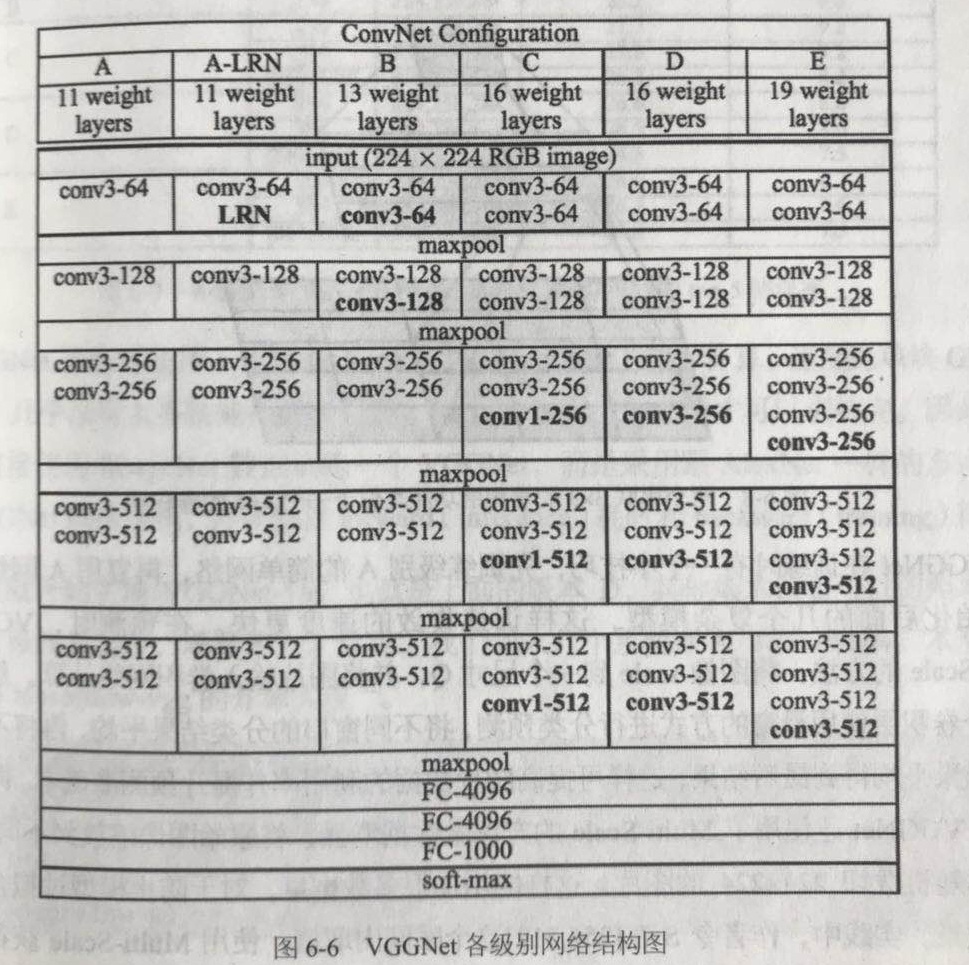 ConvNet Configuration
A A-LRN B C D E
11 weight 11 weight 13 weight 16 weight 16 weight 19 weight
layers layers layers layers layers layers
input (224 × 224 RGB image)
conv3-64 conv3-64 conv3-64 conv3-64 conv3-64 conv3-64
LRN conv3-64 conv3-64 conv3-64 conv3-64
maxpool
conv3-128 conv3-128 conv3-128 conv3-128 conv3-128 conv3-128
conv3-128 conv3-128 conv3-128 conv3-128
maxpool
conv3-256 conv3-256 conv3-256 conv3-256 conv3-256 conv3-256
conv3-256 conv3-256 conv3-256 conv3-256 conv3-256 conv3-256
conv1-256 conv3-256 conv3-256
conv3-256
maxpool
conv3-512 conv3-512 conv3-512 conv3-512 conv3-512 conv3-512
conv3-512 conv3-512 conv3-512 conv3-512 conv3-512 conv3-512
conv1-512 conv3-512 conv3-512
conv3-512
maxpool
conv3-512 conv3-512 conv3-512 conv3-512 conv3-512 conv3-512
conv3-512 conv3-512 conv3-512 conv3-512 conv3-512 conv3-512
conv1-512 conv3-512 conv3-512
conv3-512
maxpool
FC-4096
FC-4096
FC-1000
soft-max
图 6-6 VGGNet 各级别网络结构图